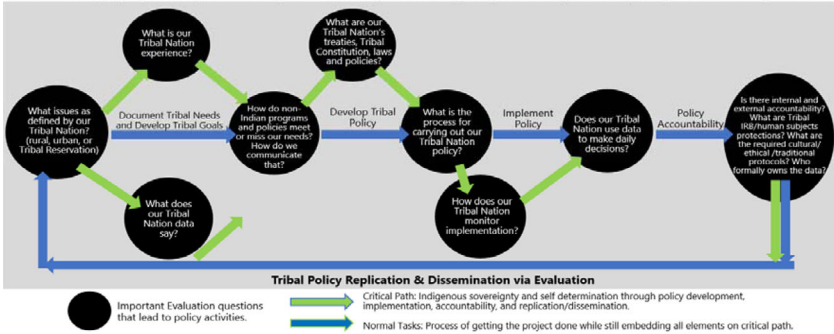 What is our
Tribal Nation
experience?
What are our
Tribal Nation's
treaties, Tribal
Constitution, laws
and policies?
What issues as
defined by our
Tribal Nation?
(rural, urban, or
Tribal Reservation)
Document Tribal Needs
and Develop Tribal Goals
How do non-
Indian programs
and policies meet
or miss our needs?
How do we
communicate
that?
Develop Tribal
Policy
What is the
process for
carrying out our
Tribal Nation
policy?
Implement
Policy
Does our Tribal
Nation use data
to make daily
decisions?
Policy
Accountability
Is there internal and
external accountability?
What are Tribal
IRB/human subjects
protections? What are
the required cultural/
ethical /traditional
protocols? Who
formally owns the data?
What does
our Tribal
Nation data
say?
How does our
Tribal Nation
monitor
implementation?
Tribal Policy Replication & Dissemination via Evaluation
Important Evaluation questions
that lead to policy activities.
Critical Path: Indigenous sovereignty and self determination through policy development,
implementation, accountability, and replication/dissemination.
Normal Tasks: Process of getting the project done while still embedding all elements on critical path.